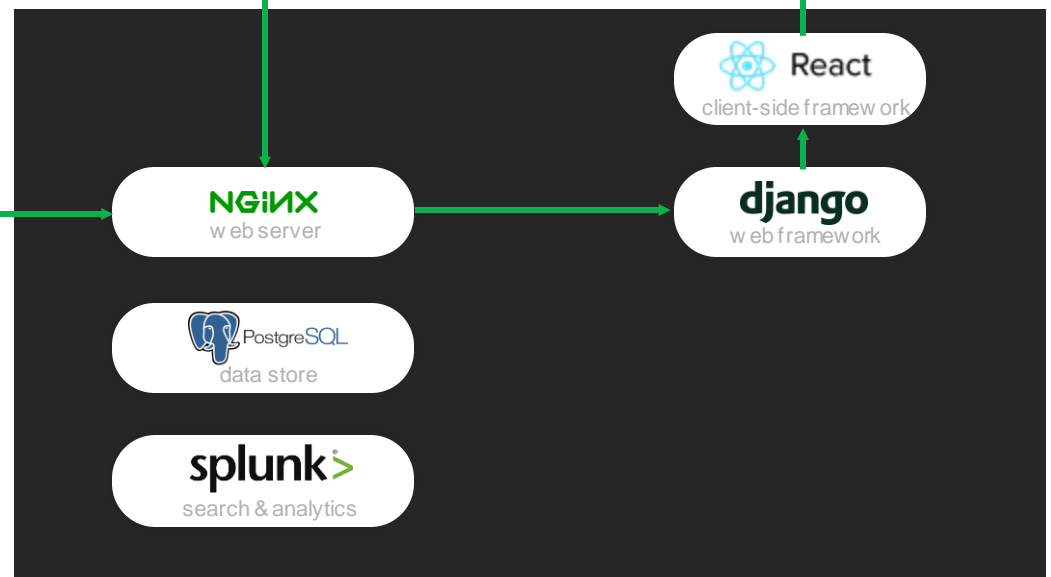 React
client-side framework
NGINX
web server
django
web framework
PostgreSQL
data store
splunk>
search & analytics